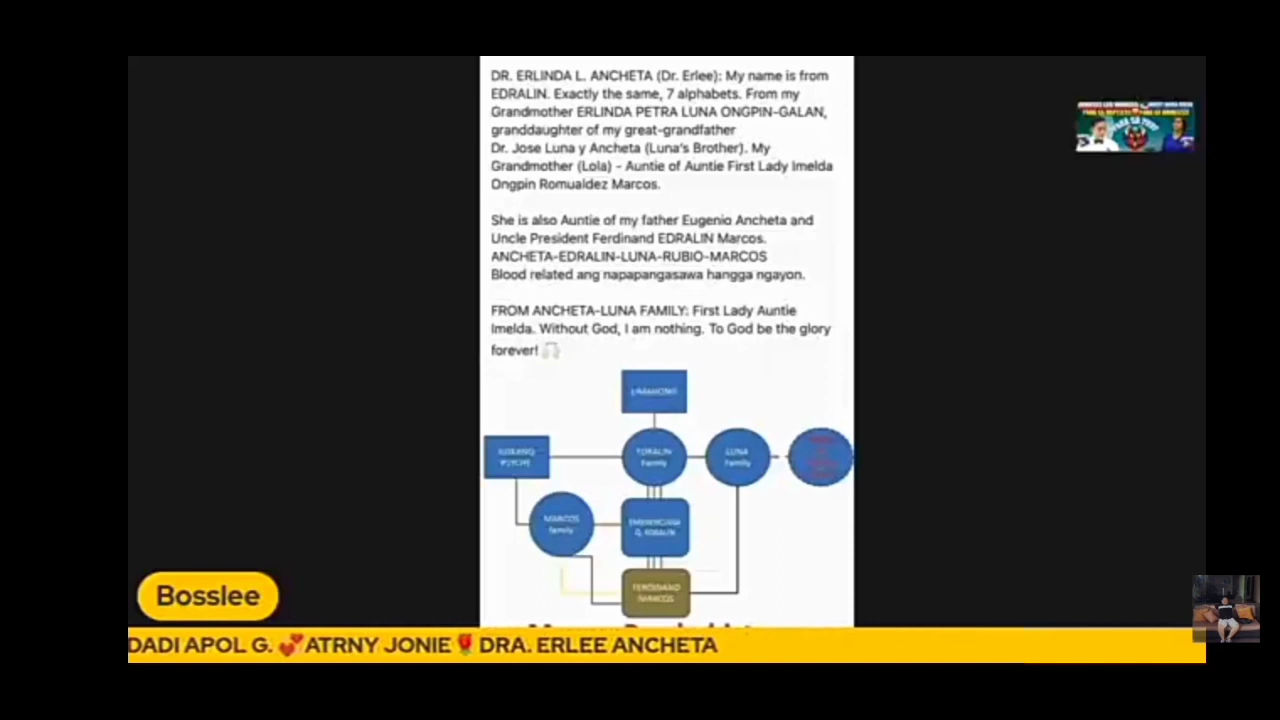 DR. ERLINDA L. ANCHETA (Dr. Erlee): My name is from
EDRALIN. Exactly the same, 7 alphabets. From my
Grandmother ERLINDA PETRA LUNA ONGPIN-GALAN,
granddaughter of my great-grandfather
Dr. Jose Luna y Ancheta (Luna's Brother). My
Grandmother (Lola) - Auntie of Auntie First Lady Imelda
Ongpin Romualdez Marcos.
She is also Auntie of my father Eugenio Ancheta and
Uncle President Ferdinand EDRALIN Marcos.
ANCHETA-EDRALIN-LUNA-RUBIO-MARCOS
Blood related ang napapangasawa hangga ngayon.
FROM ANCHETA-LUNA FAMILY: First Lady Auntie
Imelda. Without God, I am nothing. To God be the glory
forever!
EDRALIN
Family
LUNA
Family
MARCOS
family
EDRALIN
FERDINAND
MARCOS
Bosslee
DADI APOL G. 💞ATRNY JONIE🌹DRA. ERLEE ANCHETA